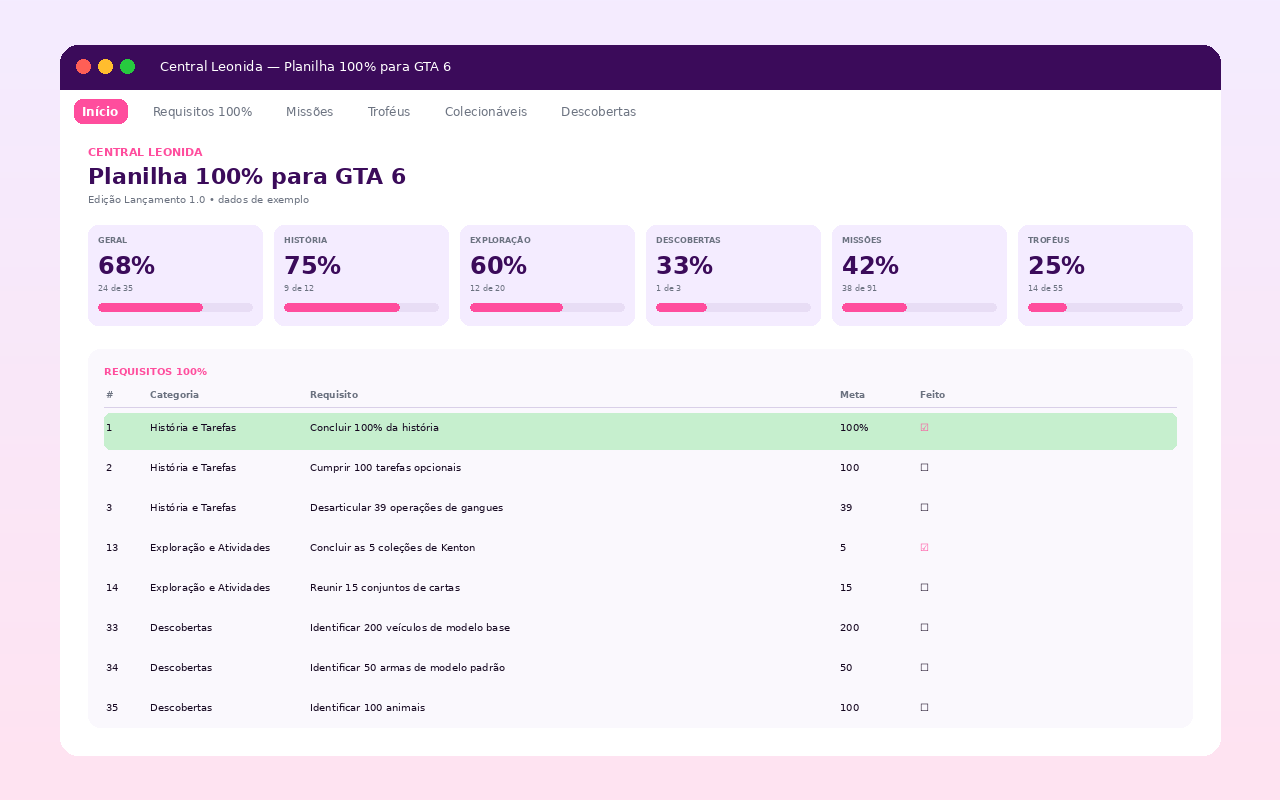 Central Leonida — Planilha 100% para GTA 6
Início Requisitos 100% Missões Troféus Colecionáveis Descobertas
CENTRAL LEONIDA
Planilha 100% para GTA 6
Edição Lançamento 1.0 • dados de exemplo
GERAL HISTÓRIA EXPLORAÇÃO DESCOBERTAS MISSÕES TROFÉUS
68% 75% 60% 33% 42% 25%
24 de 35 9 de 12 12 de 20 1 de 3 38 de 91 14 de 55
REQUISITOS 100%
# Categoria Requisito Meta Feito
1 História e Tarefas Concluir 100% da história 100% ☑
2 História e Tarefas Cumprir 100 tarefas opcionais 100 ☐
3 História e Tarefas Desarticular 39 operações de gangues 39 ☐
13 Exploração e Atividades Concluir as 5 coleções de Kenton 5 ☑
14 Exploração e Atividades Reunir 15 conjuntos de cartas 15 ☐
33 Descobertas Identificar 200 veículos de modelo base 200 ☐
34 Descobertas Identificar 50 armas de modelo padrão 50 ☐
35 Descobertas Identificar 100 animais 100 ☐